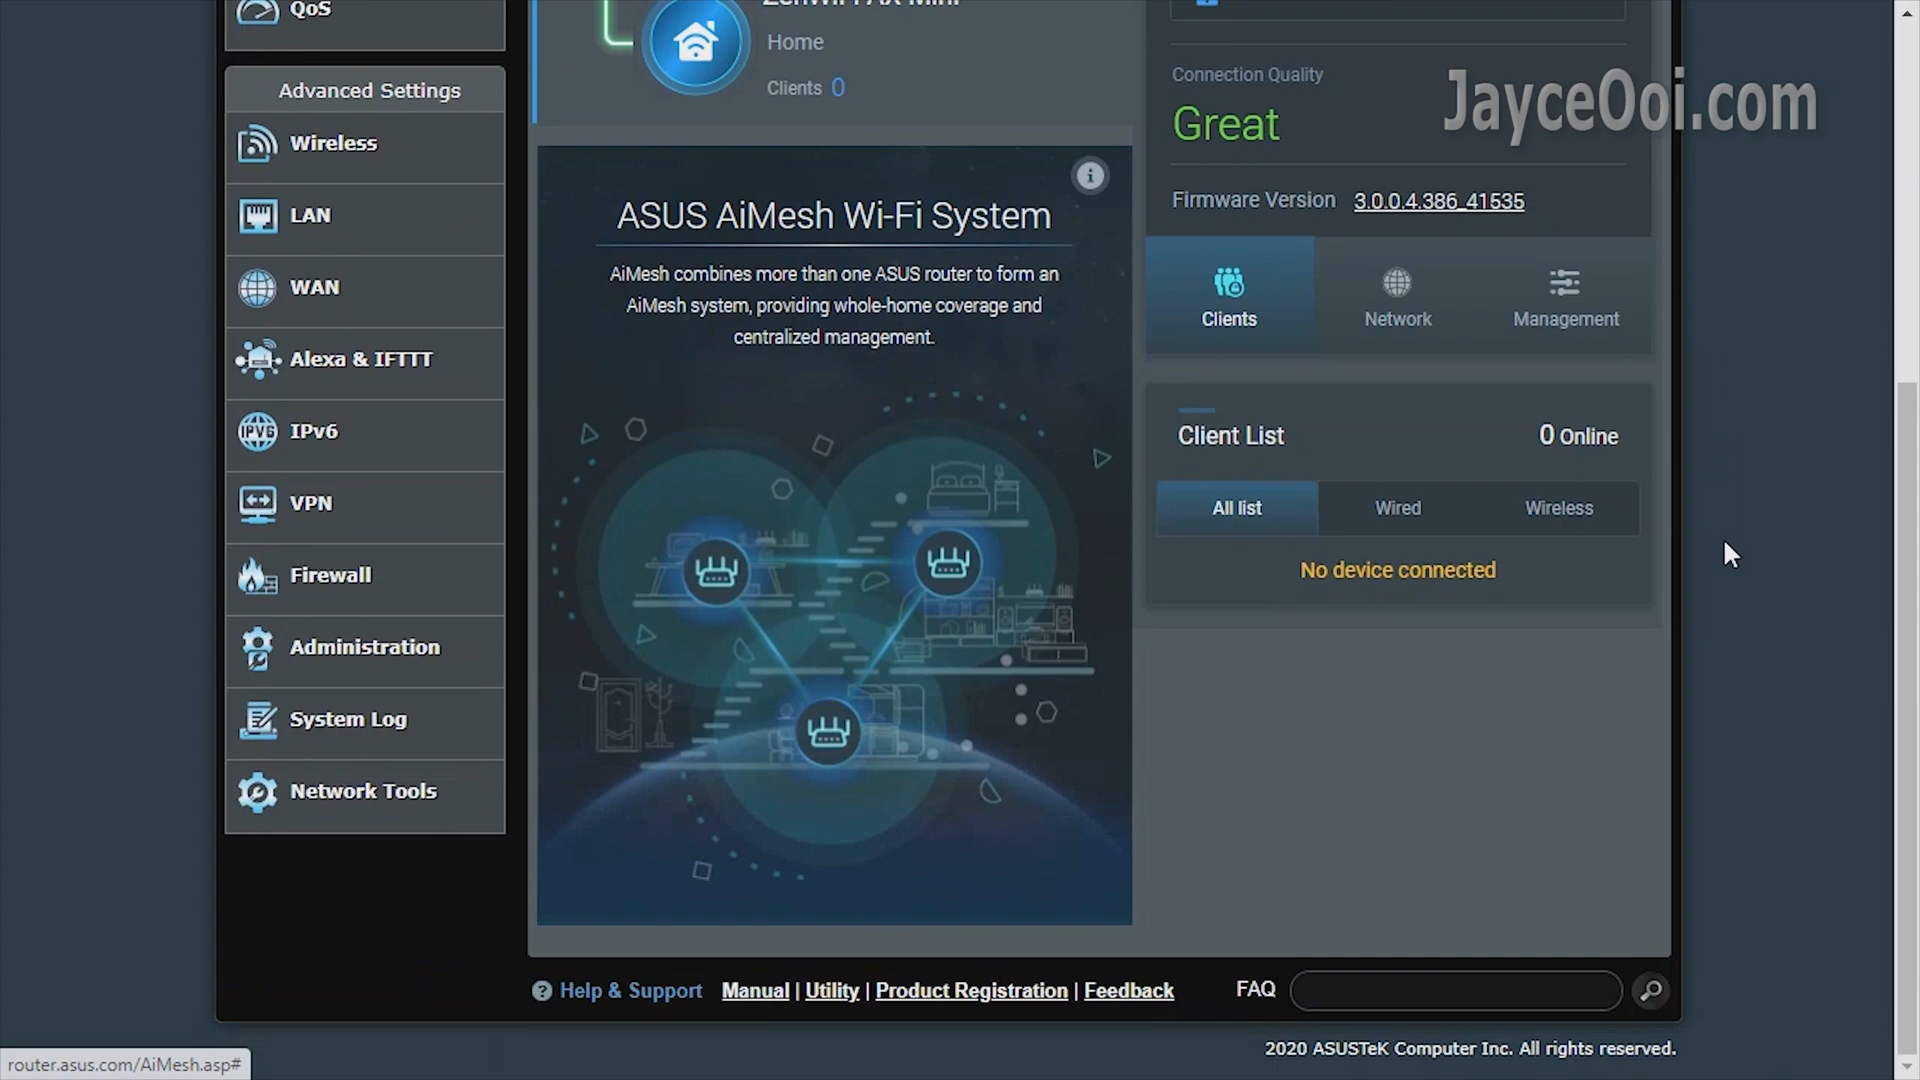 QoS
Advanced Settings
Wireless
LAN
WAN
Alexa & IFTTT
IPv6
IPv6
VPN
Firewall
Administration
System Log
Network Tools
ZenWiFi AX Mini
Home
Clients 0
ASUS AiMesh Wi-Fi System
AiMesh combines more than one ASUS router to form an
AiMesh system, providing whole-home coverage and
centralized management.
Connection Quality
Great
JayceOoi.com
Firmware Version 3.0.0.4.386_41535
Clients Network Management
Client List 0 Online
All list Wired Wireless
No device connected
Help & Support Manual | Utility | Product Registration | Feedback FAQ
2020 ASUSTeK Computer Inc. All rights reserved.
router.asus.com/AiMesh.asp#